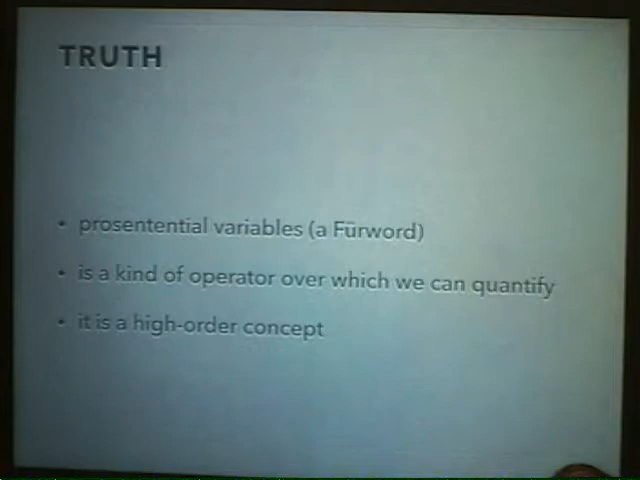 TRUTH
• prosentential variables (a Fürword)
• is a kind of operator over which we can quantify
• it is a high-order concept